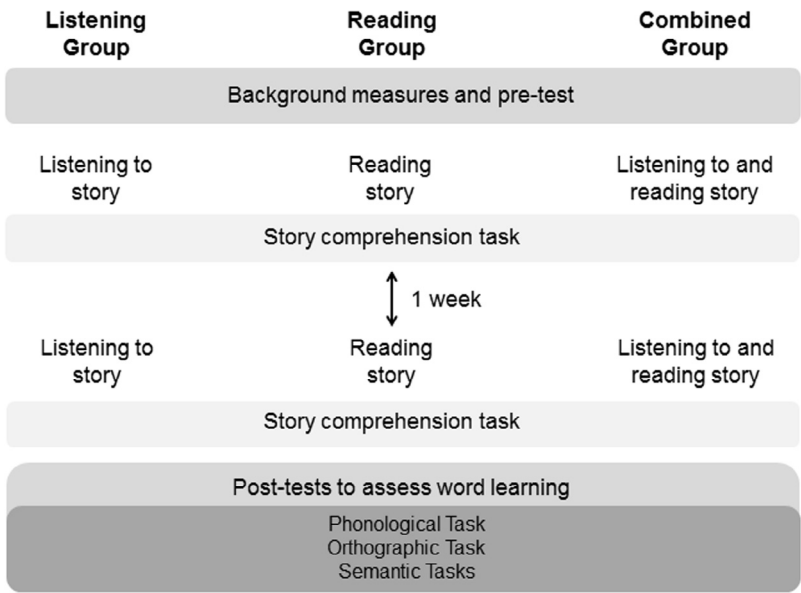 Listening Group
Reading Group
Combined Group
Background measures and pre-test
Listening to story
Reading story
Listening to and reading story
Story comprehension task
1 week
Listening to story
Reading story
Listening to and reading story
Story comprehension task
Post-tests to assess word learning
Phonological Task
Orthographic Task
Semantic Tasks